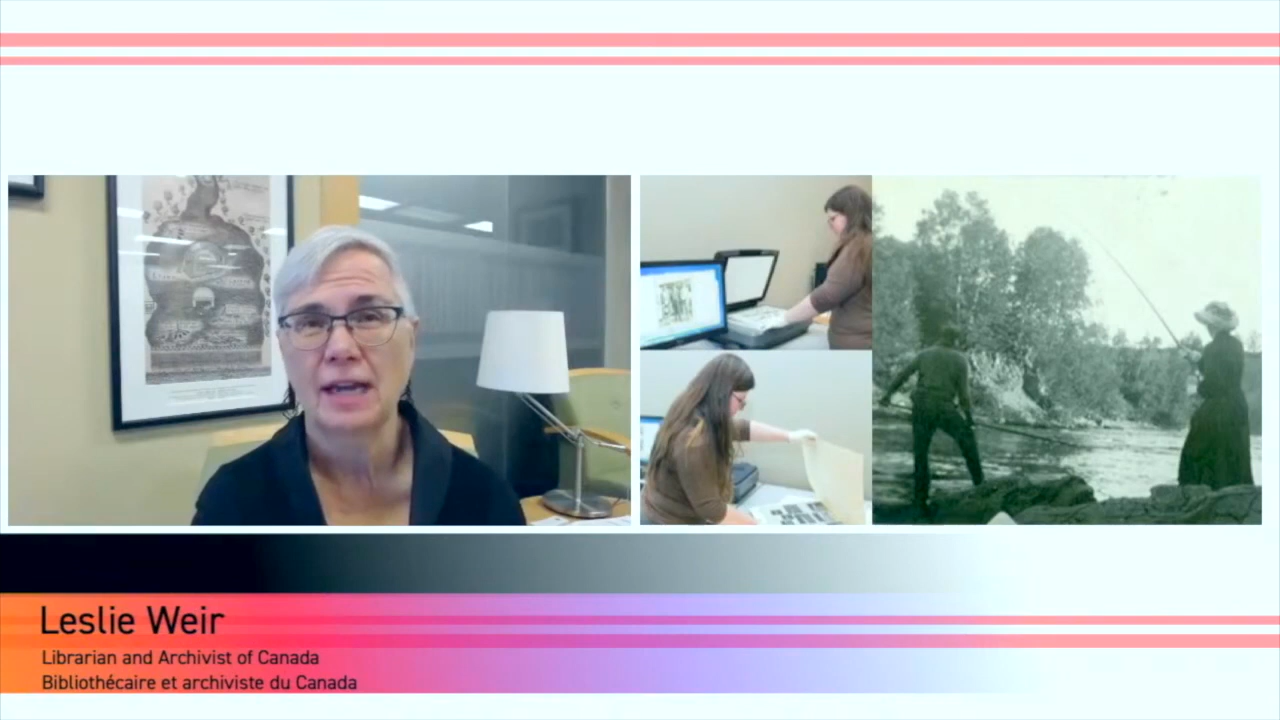 Leslie Weir
Librarian and Archivist of Canada
Bibliothécaire et archiviste du Canada